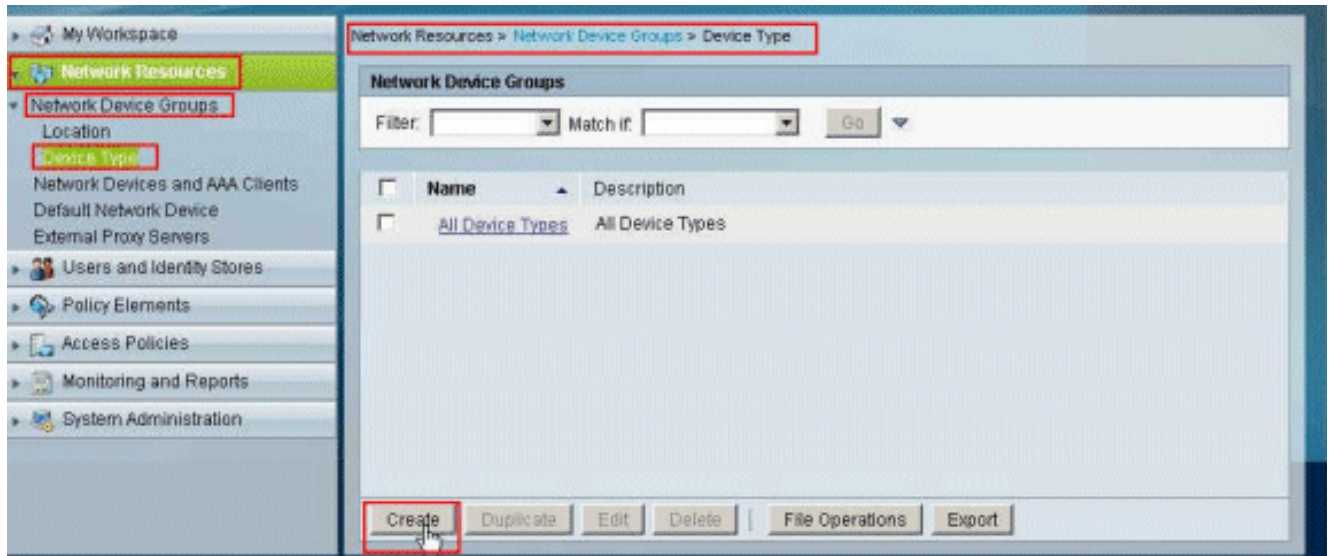 My Workspace
Network Resources
Network Device Groups
Location
Device Type
Network Devices and AAA Clients
Default Network Device
External Proxy Servers
Users and Identity Stores
Policy Elements
Access Policies
Monitoring and Reports
System Administration
Network Resources > Network Device Groups > Device Type
Network Device Groups
Filter: Match if: Go
Name Description
All Device Types All Device Types
Create Duplicate Edit Delete | File Operations Export